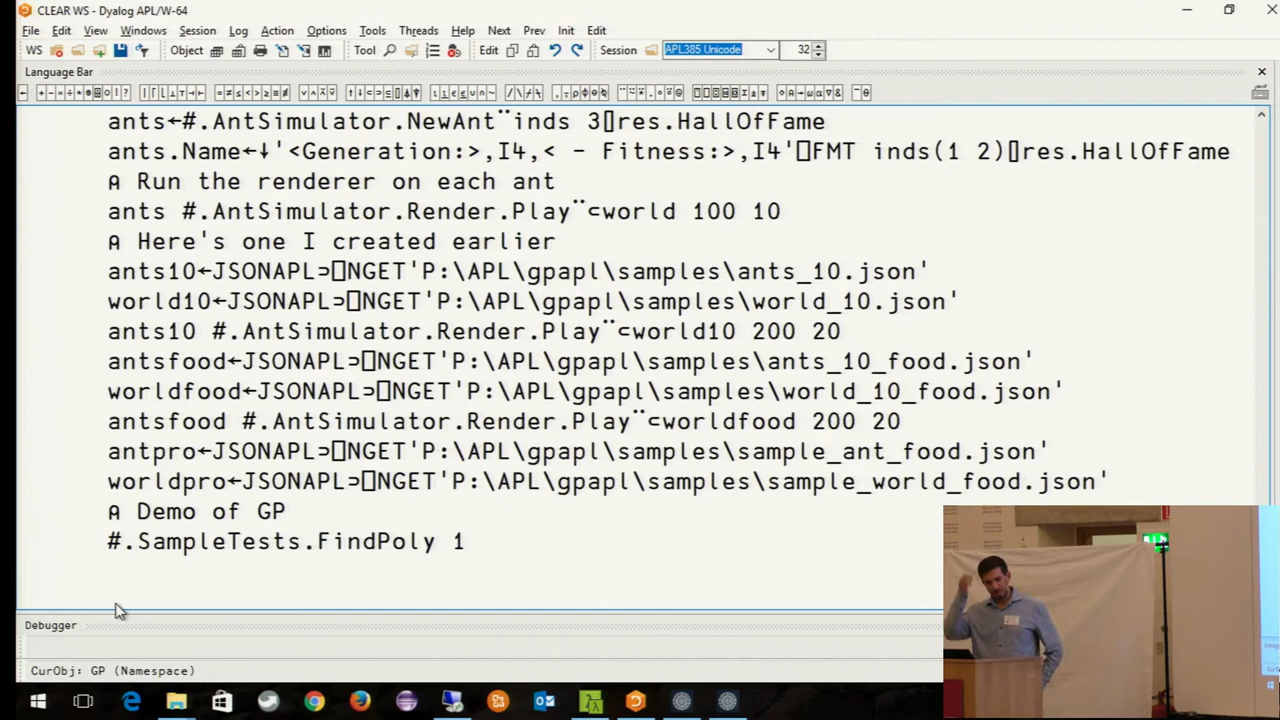 CLEAR WS - Dyalog APL/W-64
File Edit View Windows Session Log Action Options Tools Threads Help Next Prev Init Edit
WS Object Tool Edit Session APL385 Unicode 32
Language Bar
ants←#.AntSimulator.NewAnt¨inds 3⌷res.HallOfFame
ants.Name←↓'<Generation:>,I4,< - Fitness:>,I4'⎕FMT inds(1 2)⌷res.HallOfFame
⍝ Run the renderer on each ant
ants #.AntSimulator.Render.Play¨⊂world 100 10
⍝ Here's one I created earlier
ants10←JSONAPL⊃⎕NGET'P:\APL\gpapl\samples\ants_10.json'
world10←JSONAPL⊃⎕NGET'P:\APL\gpapl\samples\world_10.json'
ants10 #.AntSimulator.Render.Play¨⊂world10 200 20
antsfood←JSONAPL⊃⎕NGET'P:\APL\gpapl\samples\ants_10_food.json'
worldfood←JSONAPL⊃⎕NGET'P:\APL\gpapl\samples\world_10_food.json'
antsfood #.AntSimulator.Render.Play¨⊂worldfood 200 20
antpro←JSONAPL⊃⎕NGET'P:\APL\gpapl\samples\sample_ant_food.json'
worldpro←JSONAPL⊃⎕NGET'P:\APL\gpapl\samples\sample_world_food.json'
⍝ Demo of GP
#.SampleTests.FindPoly 1
Debugger
CurObj: GP (Namespace)